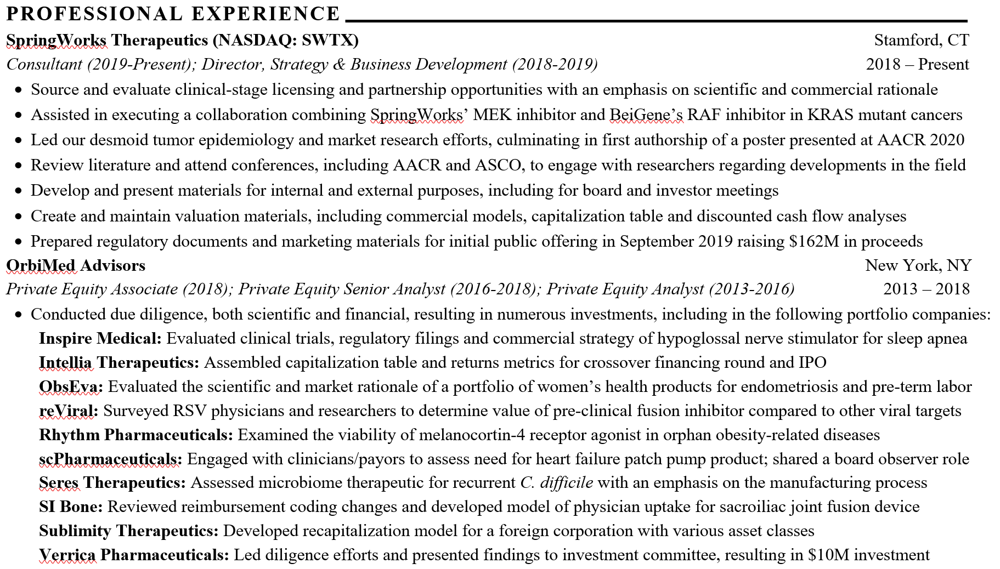 PROFESSIONAL EXPERIENCE
SpringWorks Therapeutics (NASDAQ: SWTX) Stamford, CT
Consultant (2019-Present); Director, Strategy & Business Development (2018-2019) 2018 – Present
• Source and evaluate clinical-stage licensing and partnership opportunities with an emphasis on scientific and commercial rationale
• Assisted in executing a collaboration combining SpringWorks’ MEK inhibitor and BeiGene’s RAF inhibitor in KRAS mutant cancers
• Led our desmoid tumor epidemiology and market research efforts, culminating in first authorship of a poster presented at AACR 2020
• Review literature and attend conferences, including AACR and ASCO, to engage with researchers regarding developments in the field
• Develop and present materials for internal and external purposes, including for board and investor meetings
• Create and maintain valuation materials, including commercial models, capitalization table and discounted cash flow analyses
• Prepared regulatory documents and marketing materials for initial public offering in September 2019 raising $162M in proceeds
OrbiMed Advisors New York, NY
Private Equity Associate (2018); Private Equity Senior Analyst (2016-2018); Private Equity Analyst (2013-2016) 2013 – 2018
• Conducted due diligence, both scientific and financial, resulting in numerous investments, including in the following portfolio companies:
Inspire Medical: Evaluated clinical trials, regulatory filings and commercial strategy of hypoglossal nerve stimulator for sleep apnea
Intellia Therapeutics: Assembled capitalization table and returns metrics for crossover financing round and IPO
ObsEva: Evaluated the scientific and market rationale of a portfolio of women’s health products for endometriosis and pre-term labor
reViral: Surveyed RSV physicians and researchers to determine value of pre-clinical fusion inhibitor compared to other viral targets
Rhythm Pharmaceuticals: Examined the viability of melanocortin-4 receptor agonist in orphan obesity-related diseases
scPharmaceuticals: Engaged with clinicians/payors to assess need for heart failure patch pump product; shared a board observer role
Seres Therapeutics: Assessed microbiome therapeutic for recurrent C. difficile with an emphasis on the manufacturing process
SI Bone: Reviewed reimbursement coding changes and developed model of physician uptake for sacroiliac joint fusion device
Sublimity Therapeutics: Developed recapitalization model for a foreign corporation with various asset classes
Verrica Pharmaceuticals: Led diligence efforts and presented findings to investment committee, resulting in $10M investment